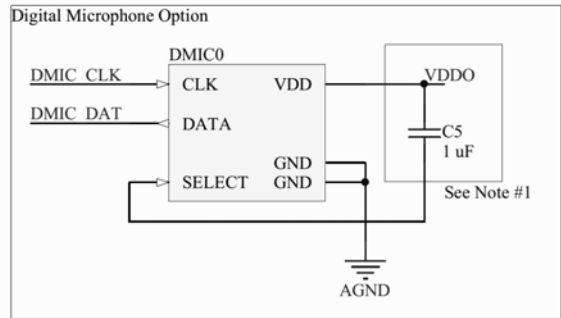 Digital Microphone Option
DMIC0
DMIC_CLK
CLK
VDD
VDDO
DMIC_DAT
DATA
C5
1 uF
GND
SELECT
GND
See Note #1
AGND